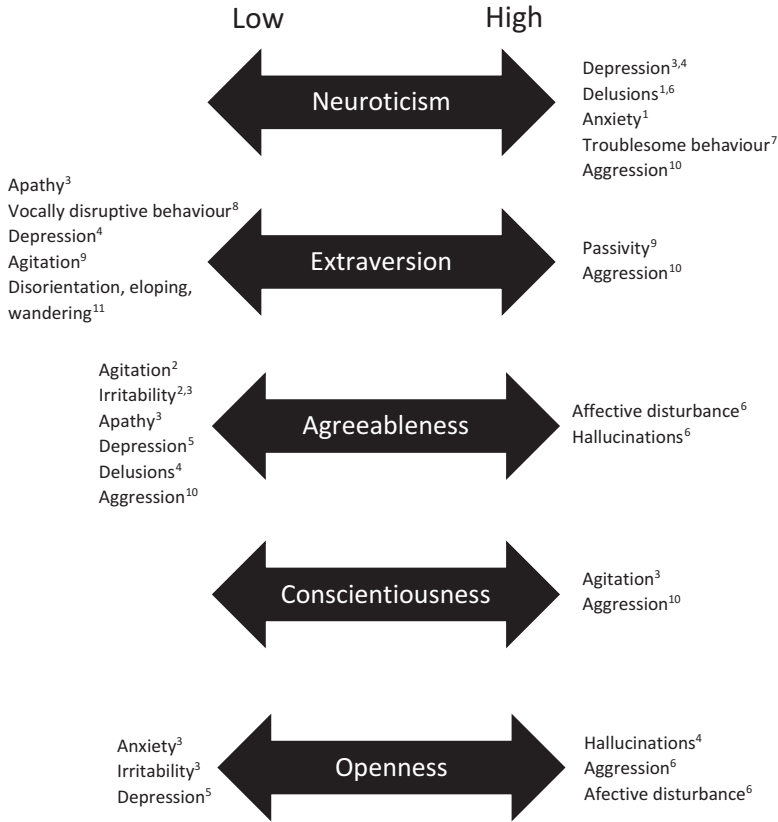 Low High
Neuroticism
Depression³,⁴
Delusions¹,⁶
Anxiety¹
Troublesome behaviour⁷
Aggression¹⁰
Apathy³
Vocally disruptive behaviour⁸
Depression⁴
Agitation⁹
Disorientation, eloping,
wandering¹¹
Extraversion
Passivity⁹
Aggression¹⁰
Agitation²
Irritability²,³
Apathy³
Depression⁵
Delusions⁴
Aggression¹⁰
Agreeableness
Affective disturbance⁶
Hallucinations⁶
Conscientiousness
Agitation³
Aggression¹⁰
Anxiety³
Irritability³
Depression⁵
Openness
Hallucinations⁴
Aggression⁶
Afective disturbance⁶